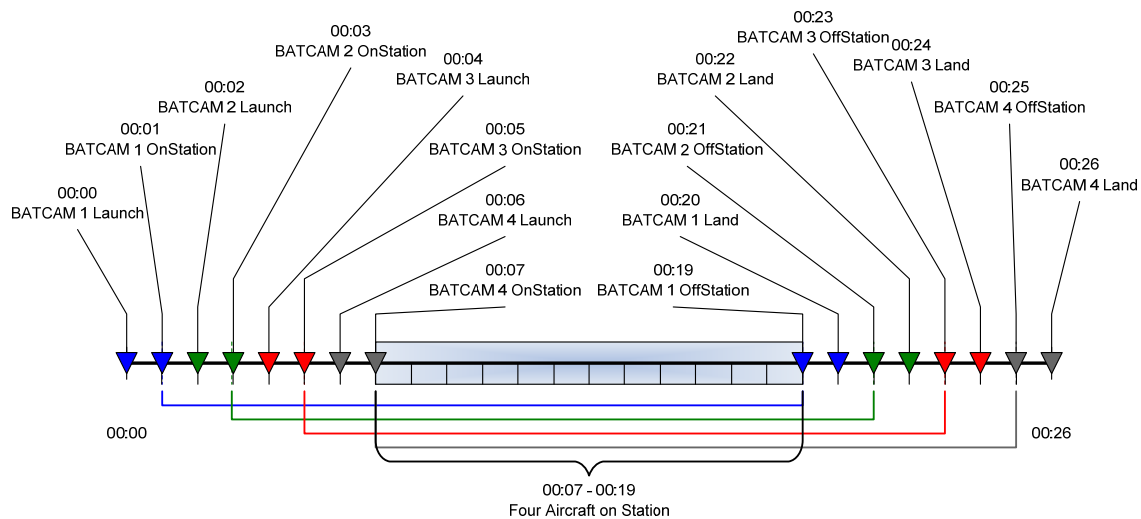 00:00
BATCAM 1 Launch
00:01
BATCAM 1 OnStation
00:02
BATCAM 2 Launch
00:03
BATCAM 2 OnStation
00:04
BATCAM 3 Launch
00:05
BATCAM 3 OnStation
00:06
BATCAM 4 Launch
00:07
BATCAM 4 OnStation
00:19
BATCAM 1 OffStation
00:20
BATCAM 1 Land
00:21
BATCAM 2 OffStation
00:22
BATCAM 2 Land
00:23
BATCAM 3 OffStation
00:24
BATCAM 3 Land
00:25
BATCAM 4 OffStation
00:26
BATCAM 4 Land
00:00
00:26
00:07 - 00:19
Four Aircraft on Station